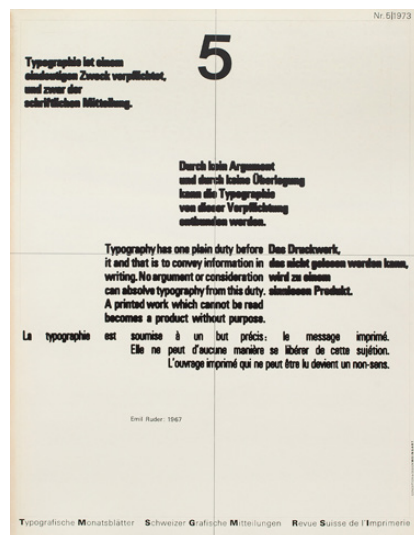 Nr. 5|1973
5
Typographie ist einem
eindeutigen Zweck verpflichtet,
und zwar der
schriftlichen Mitteilung.
Durch kein Argument
und durch keine Überlegung
kann die Typographie
von dieser Verpflichtung
entbunden werden.
Das Druckwerk,
das nicht gelesen werden kann,
wird zu einem
sinnlosen Produkt.
Typography has one plain duty before
it and that is to convey information in
writing. No argument or consideration
can absolve typography from this duty.
A printed work which cannot be read
becomes a product without purpose.
La typographie est soumise à un but précis: le message imprimé.
Elle ne peut d'aucune manière se libérer de cette sujétion.
L'ouvrage imprimé qui ne peut être lu devient un non-sens.
Emil Ruder: 1967
Typografische Monatsblätter Schweizer Grafische Mitteilungen Revue Suisse de l'Imprimerie